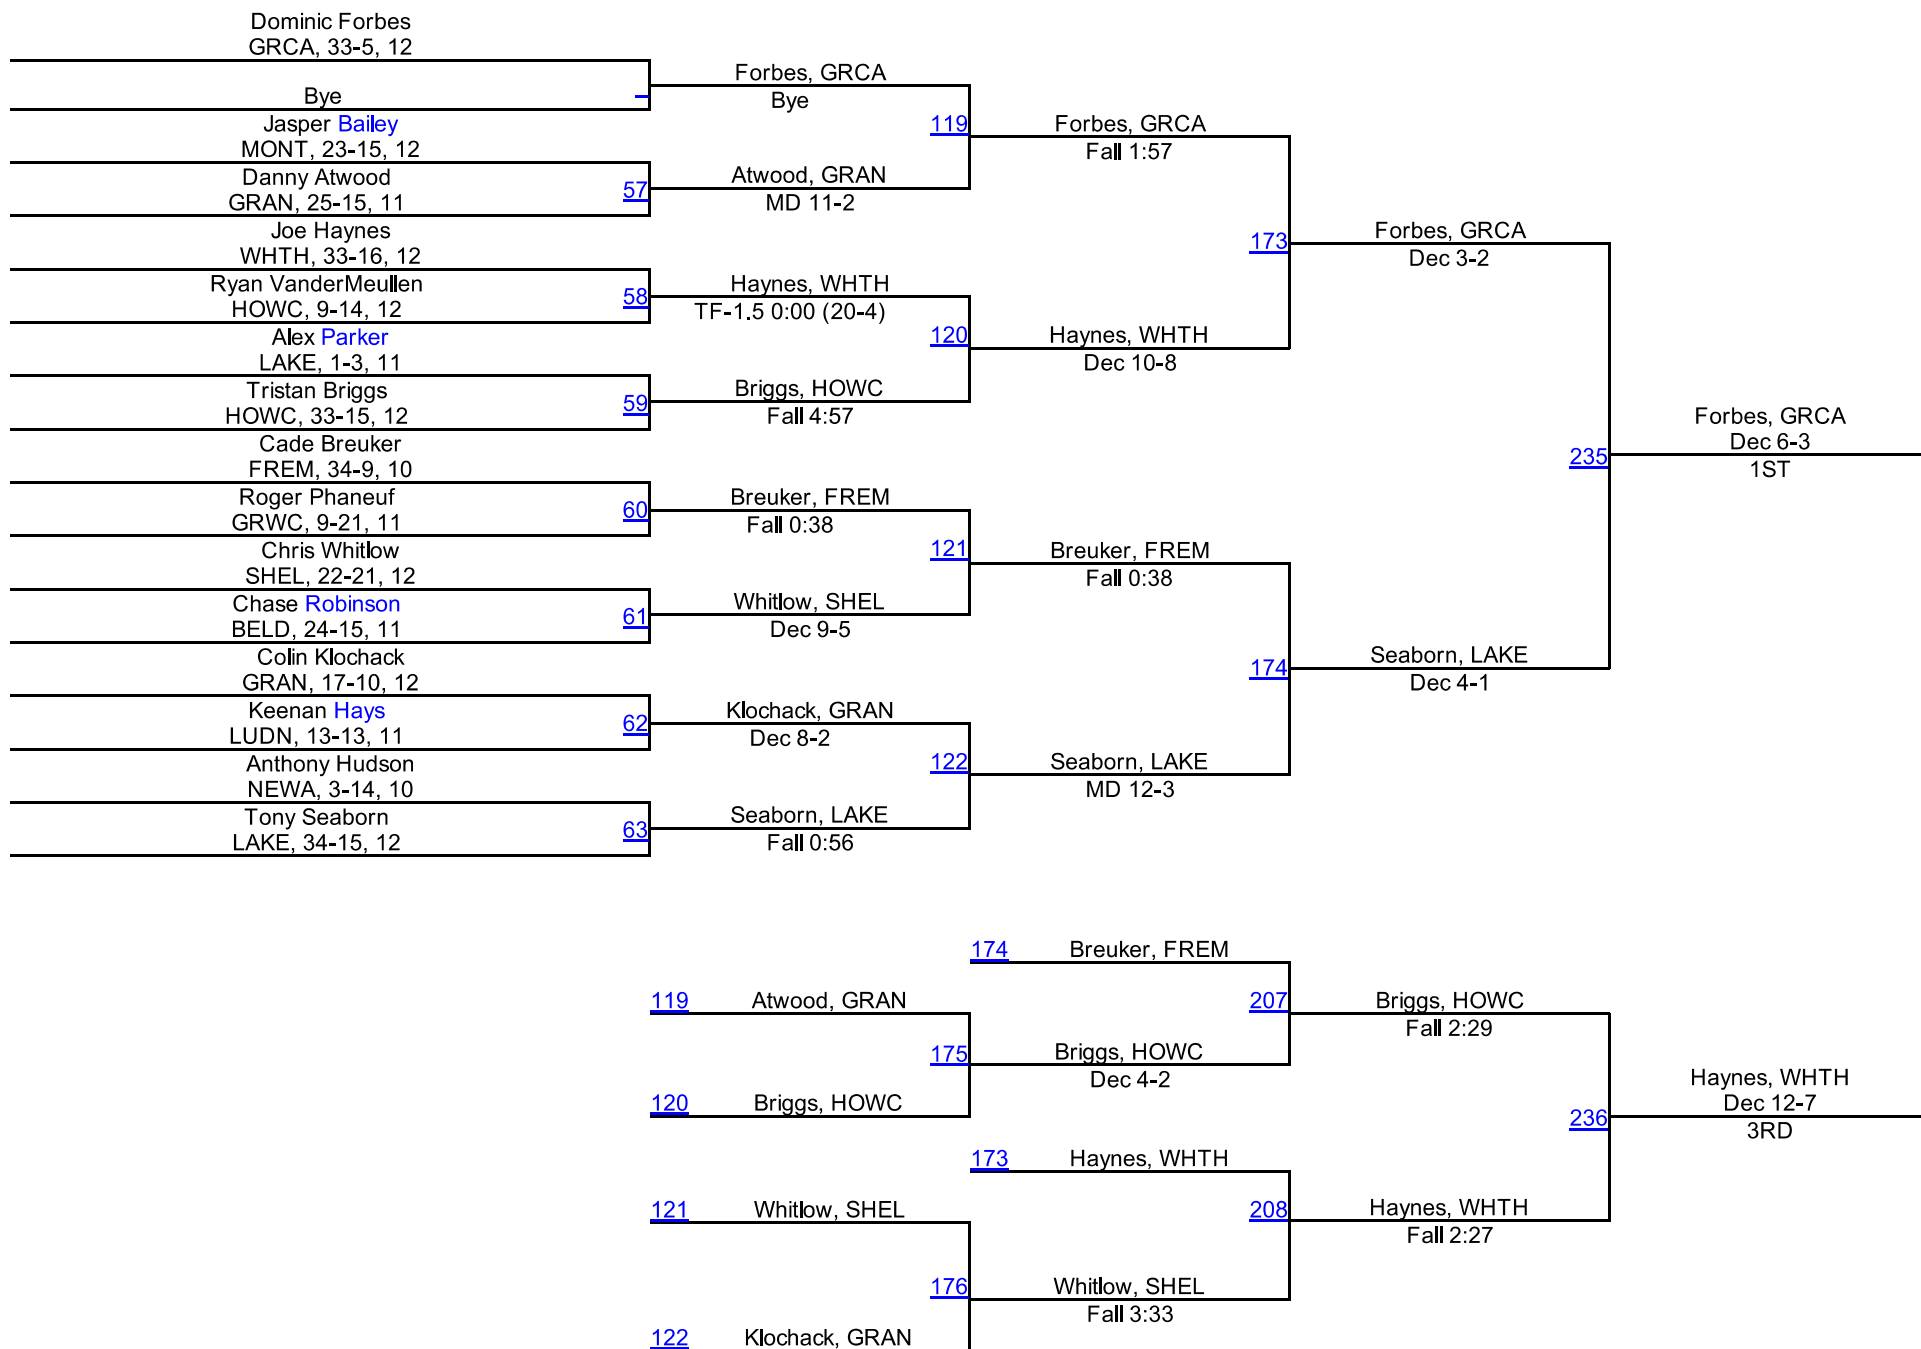 Dominic Forbes
GRCA, 33-5, 12
Bye
Jasper Bailey
MONT, 23-15, 12
Danny Atwood
GRAN, 25-15, 11
57
Joe Haynes
WHTH, 33-16, 12
Ryan VanderMeullen
HOWC, 9-14, 12
58
Alex Parker
LAKE, 1-3, 11
Tristan Briggs
HOWC, 33-15, 12
59
Cade Breuker
FREM, 34-9, 10
Roger Phaneuf
GRWC, 9-21, 11
60
Chris Whitlow
SHEL, 22-21, 12
Chase Robinson
BELD, 24-15, 11
61
Colin Klochack
GRAN, 17-10, 12
Keenan Hays
LUDN, 13-13, 11
62
Anthony Hudson
NEWA, 3-14, 10
Tony Seaborn
LAKE, 34-15, 12
63
Forbes, GRCA
Bye
119
Atwood, GRAN
MD 11-2
Haynes, WHTH
TF-1.5 0:00 (20-4)
120
Briggs, HOWC
Fall 4:57
Breuker, FREM
Fall 0:38
121
Whitlow, SHEL
Dec 9-5
Klochack, GRAN
Dec 8-2
122
Seaborn, LAKE
Fall 0:56
Forbes, GRCA
Fall 1:57
173
Haynes, WHTH
Dec 10-8
Breuker, FREM
Fall 0:38
174
Seaborn, LAKE
MD 12-3
Forbes, GRCA
Dec 3-2
235
Seaborn, LAKE
Dec 4-1
Forbes, GRCA
Dec 6-3
1ST
119 Atwood, GRAN
175
120 Briggs, HOWC
121 Whitlow, SHEL
176
122 Klochack, GRAN
174 Breuker, FREM
207
Briggs, HOWC
Dec 4-2
173 Haynes, WHTH
208
Whitlow, SHEL
Fall 3:33
Briggs, HOWC
Fall 2:29
236
Haynes, WHTH
Fall 2:27
Haynes, WHTH
Dec 12-7
3RD